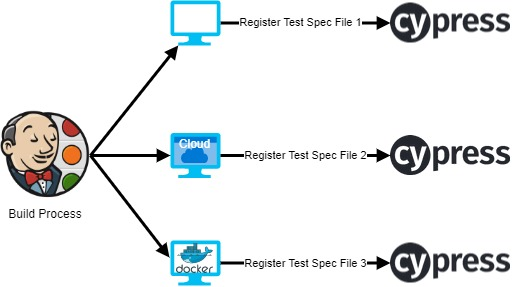 Register Test Spec File 1
cypress
Cloud
Register Test Spec File 2
cypress
Build Process
docker
Register Test Spec File 3
cypress